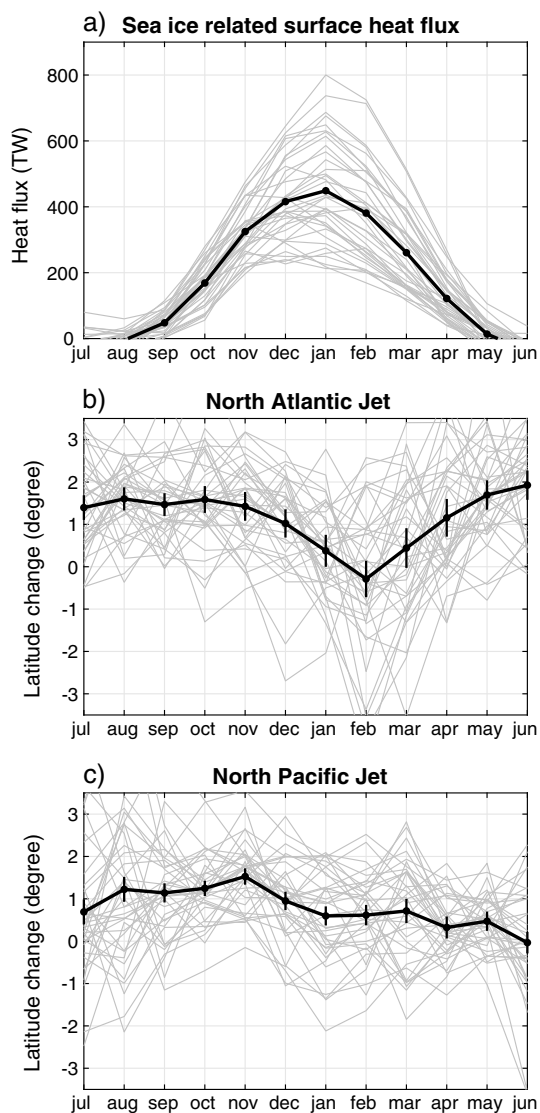 a) Sea ice related surface heat flux
800
600
400
200
0
Heat flux (TW)
jul aug sep oct nov dec jan feb mar apr may jun
b) North Atlantic Jet
3
2
1
0
-1
-2
-3
Latitude change (degree)
jul aug sep oct nov dec jan feb mar apr may jun
c) North Pacific Jet
3
2
1
0
-1
-2
-3
Latitude change (degree)
jul aug sep oct nov dec jan feb mar apr may jun